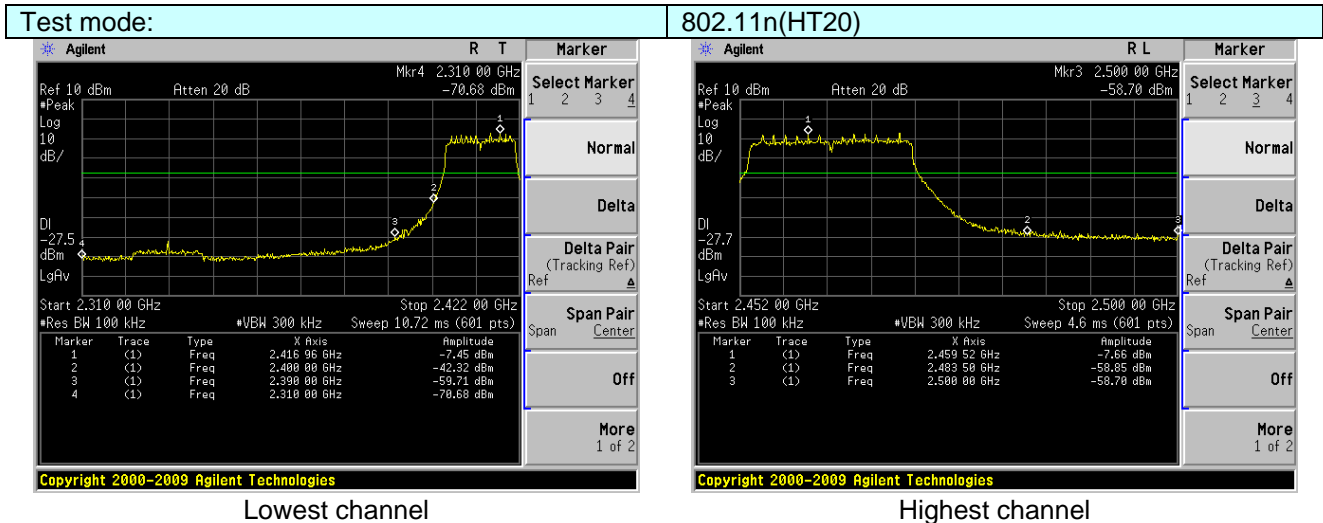 Test mode: 802.11n(HT20)
Agilent R T
Mkr4 2.310 00 GHz
Ref 10 dBm Atten 20 dB -70.68 dBm
#Peak
Log
10
dB/
1
2
3
4
DI
-27.5
dBm
LgAv
Start 2.310 00 GHz Stop 2.422 00 GHz
#Res BW 100 kHz #VBW 300 kHz Sweep 10.72 ms (601 pts)
Marker Trace Type X Axis Amplitude
1 (1) Freq 2.416 96 GHz -7.45 dBm
2 (1) Freq 2.400 00 GHz -42.32 dBm
3 (1) Freq 2.390 00 GHz -59.71 dBm
4 (1) Freq 2.310 00 GHz -70.68 dBm
Marker
Select Marker
1 2 3 4
Normal
Delta
Delta Pair
(Tracking Ref)
Ref Δ
Span Pair
Span Center
Off
More
1 of 2
Copyright 2000-2009 Agilent Technologies
Lowest channel
Agilent R L
Mkr3 2.500 00 GHz
Ref 10 dBm Atten 20 dB -58.70 dBm
#Peak
Log
10
dB/
1
2
3
DI
-27.7
dBm
LgAv
Start 2.452 00 GHz Stop 2.500 00 GHz
#Res BW 100 kHz #VBW 300 kHz Sweep 4.6 ms (601 pts)
Marker Trace Type X Axis Amplitude
1 (1) Freq 2.459 52 GHz -7.66 dBm
2 (1) Freq 2.483 50 GHz -58.85 dBm
3 (1) Freq 2.500 00 GHz -58.70 dBm
Marker
Select Marker
1 2 3 4
Normal
Delta
Delta Pair
(Tracking Ref)
Ref Δ
Span Pair
Span Center
Off
More
1 of 2
Copyright 2000-2009 Agilent Technologies
Highest channel